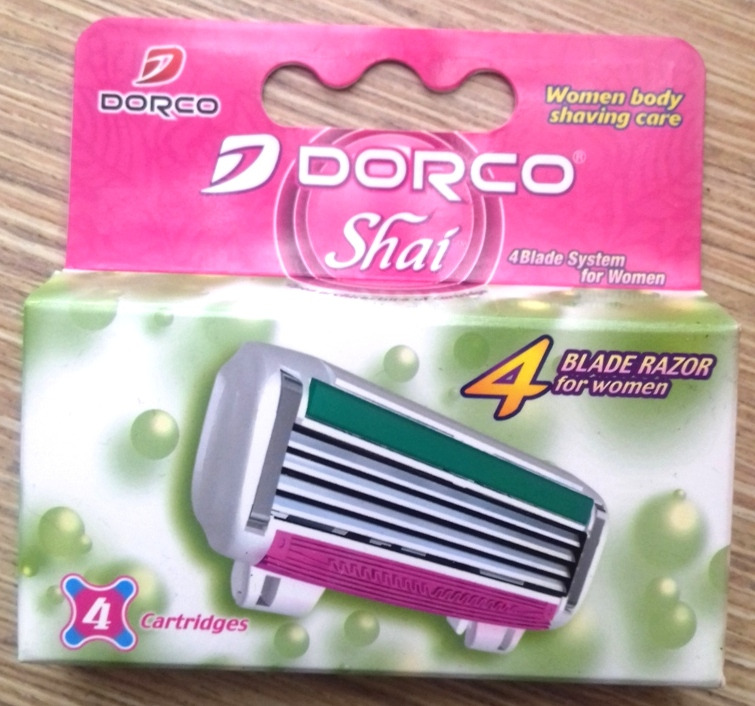 DORCO
Women body
shaving care
DORCO®
Shai
4Blade System
for Women
4 BLADE RAZOR
for women
4 Cartridges